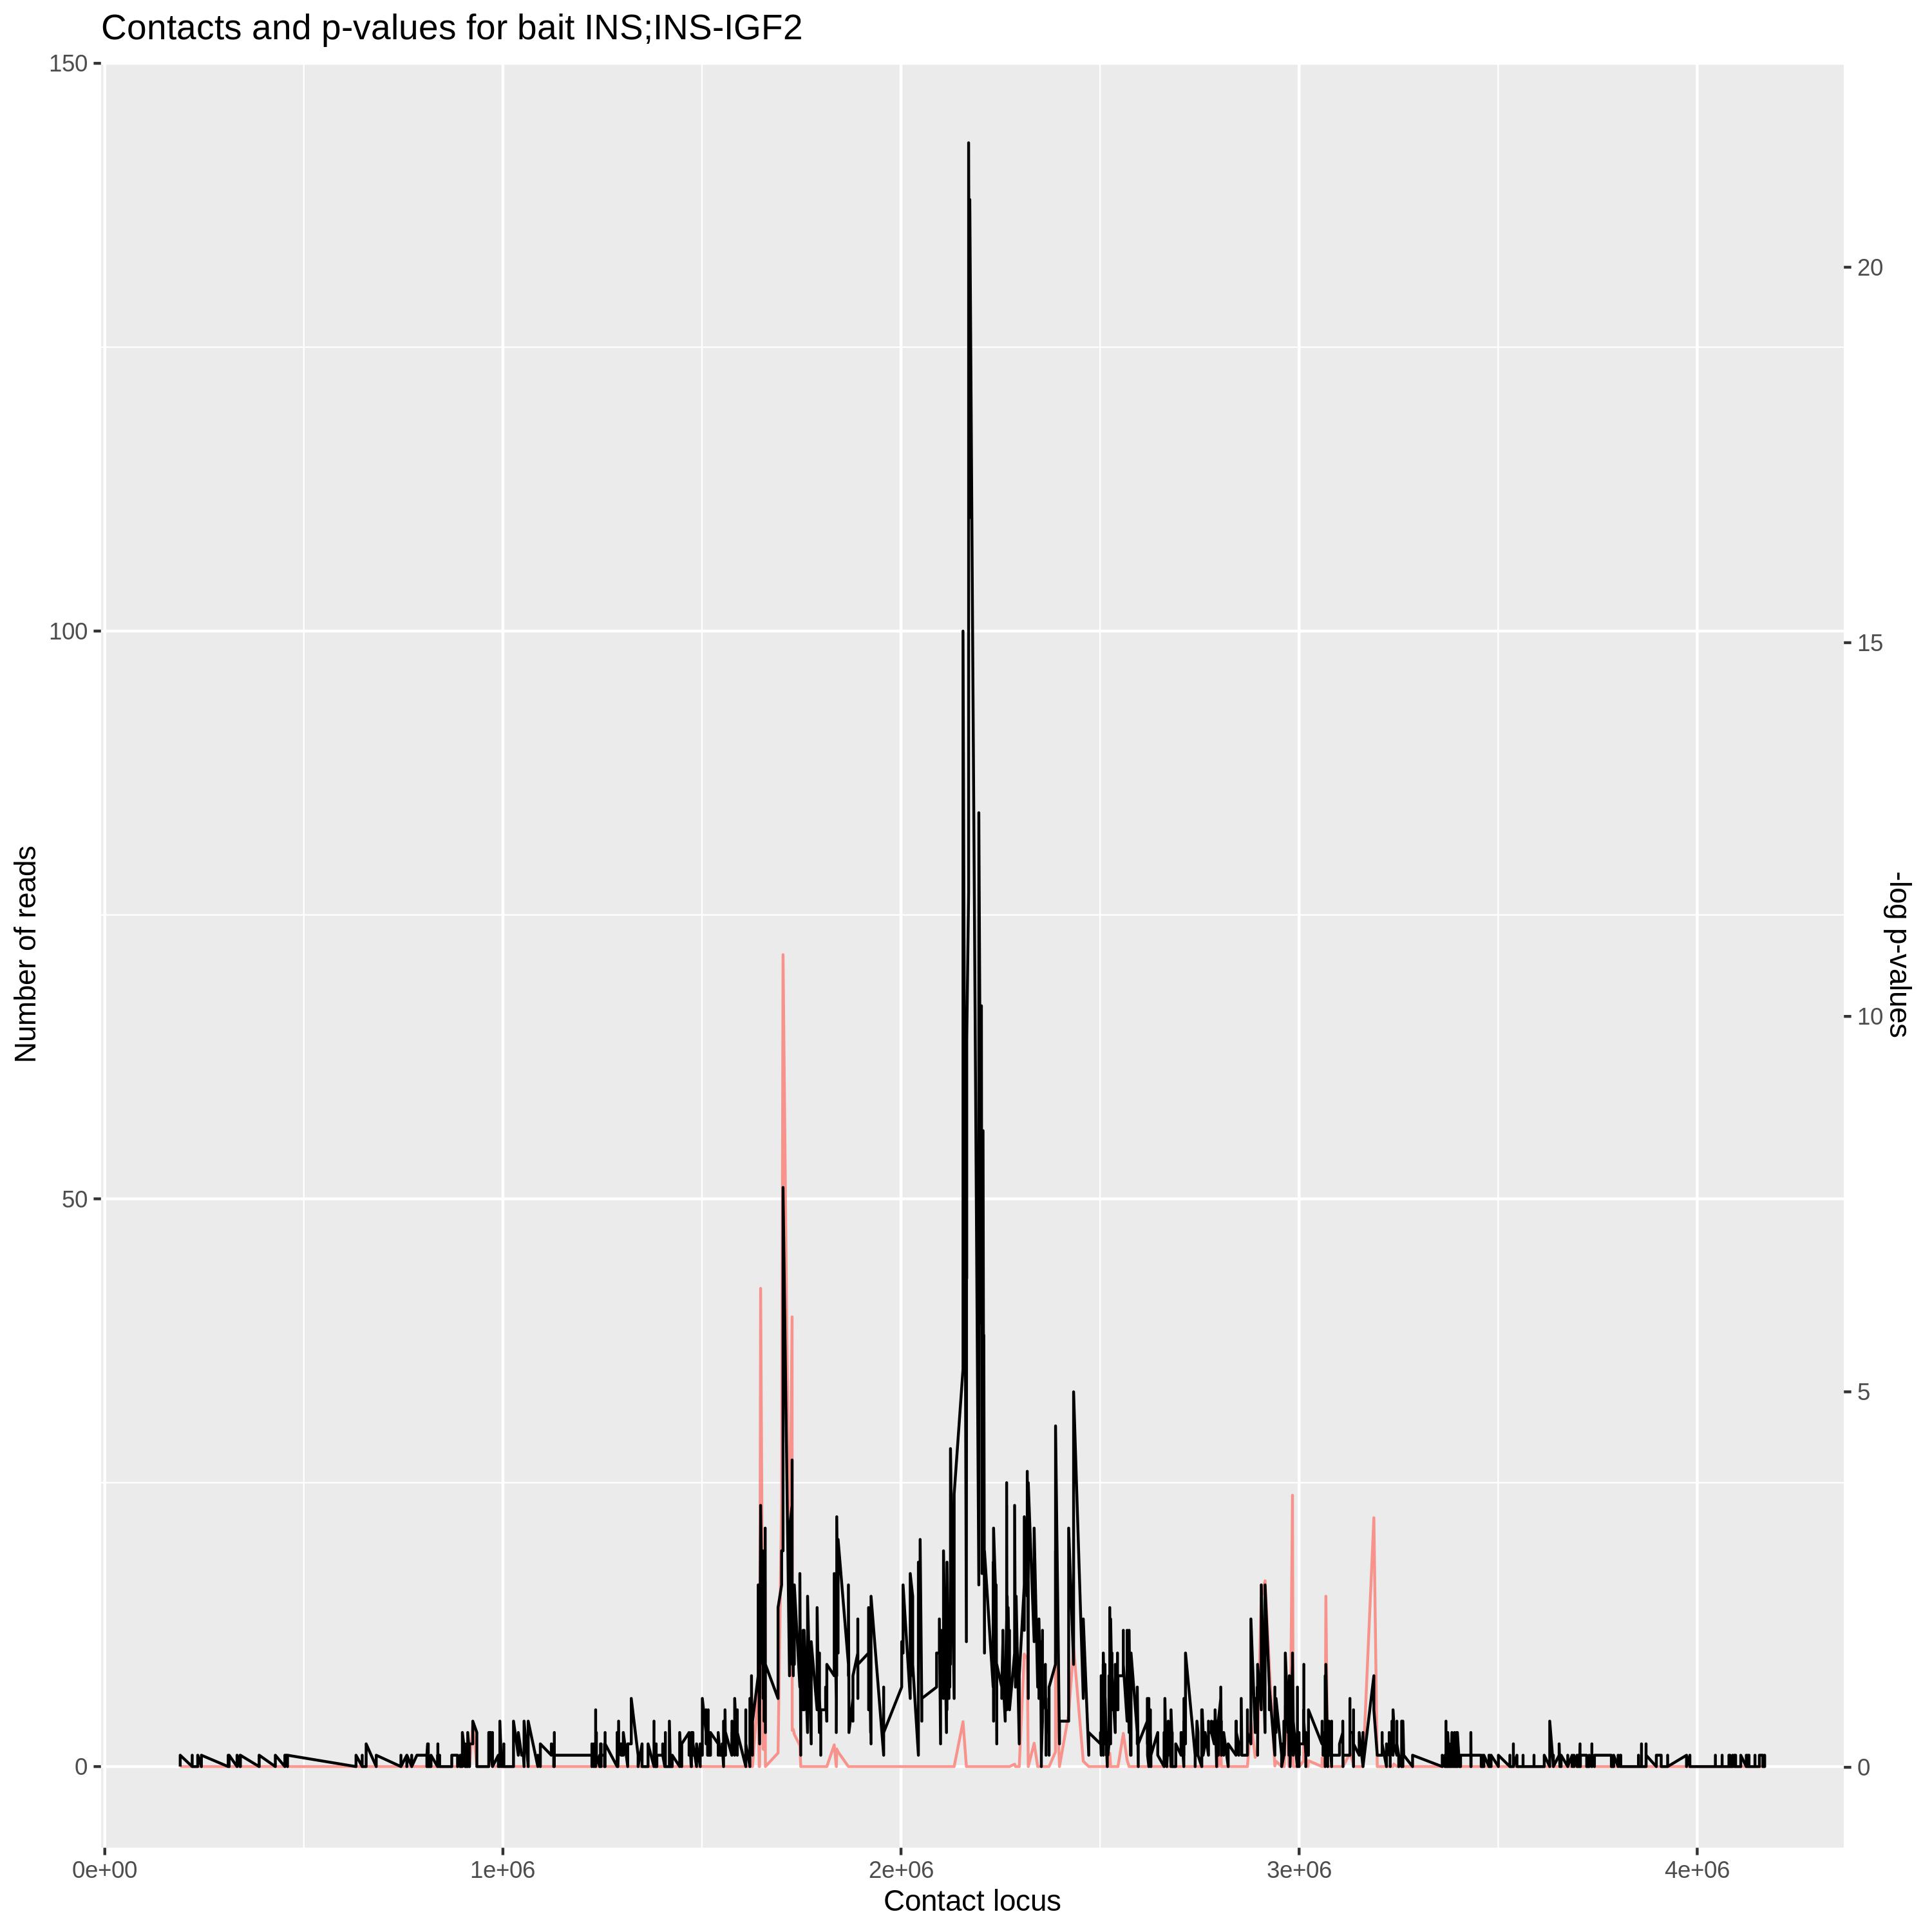 Contacts and p-values for bait INS;INS-IGF2
150
100
50
0
Number of reads
20
15
10
5
0
-log p-values
0e+00
1e+06
2e+06
3e+06
4e+06
Contact locus